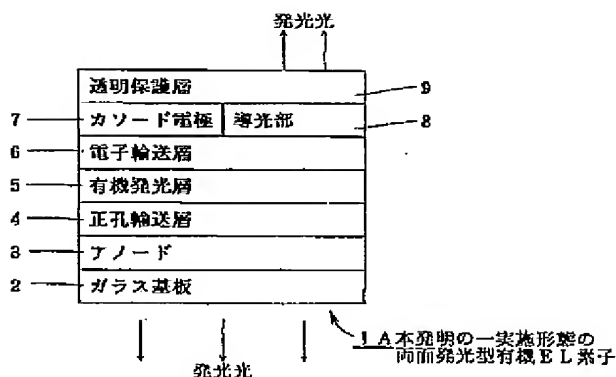 発光光
透明保護層 9
7 カソード電極 導光部 8
6 電子輸送層
5 有機発光層
4 正孔輸送層
3 アノード
2 ガラス基板
1A本発明の一実施形態の
両面発光型有機EL素子
発光光